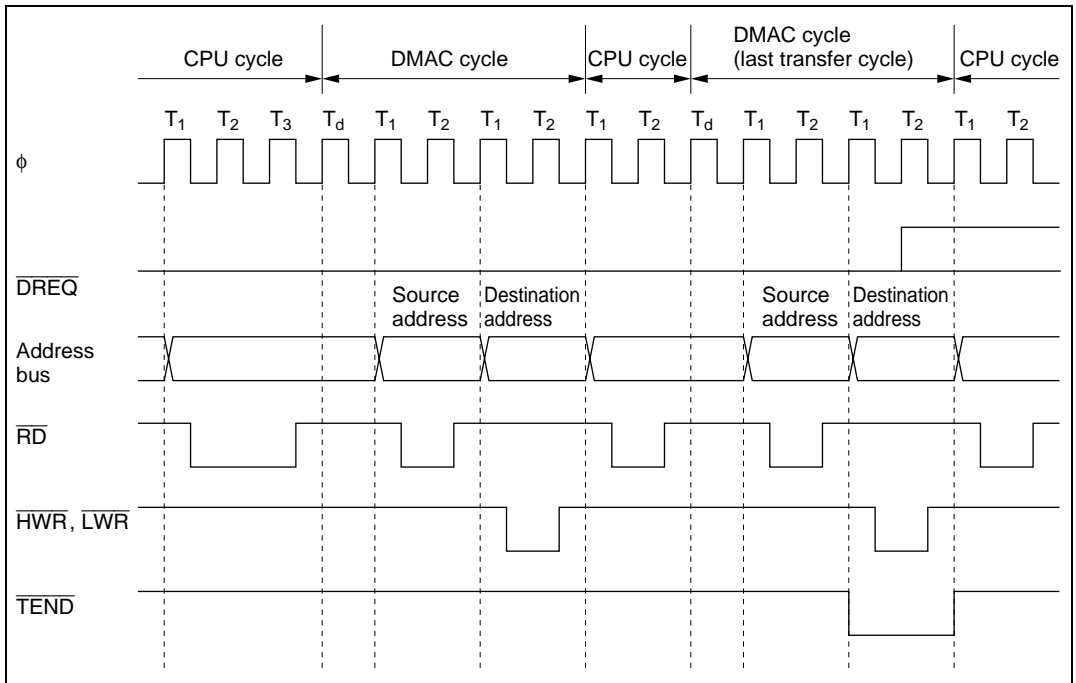 DMAC cycle
(last transfer cycle)
CPU cycle DMAC cycle CPU cycle CPU cycle
T1 T2 T3 Td T1 T2 T1 T2 T1 T2 Td T1 T2 T1 T2 T1 T2
ϕ
DREQ
Source address Destination address Source address Destination address
Address
bus
RD
HWR, LWR
TEND